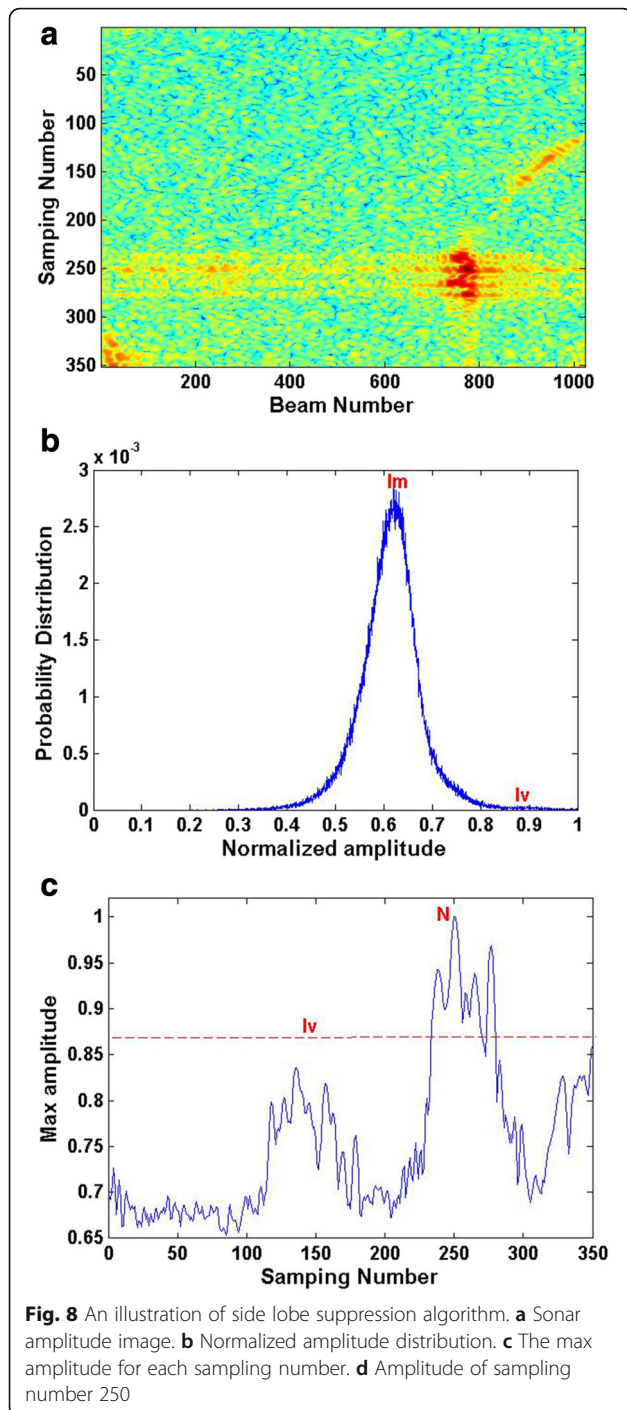 a
Samping Number
50
100
150
200
250
300
350
200 400 600 800 1000
Beam Number
b
x 10-3
Probability Distribution
3
2.5
2
1.5
1
0.5
0
Im
Iv
0 0.1 0.2 0.3 0.4 0.5 0.6 0.7 0.8 0.9 1
Normalized amplitude
c
Max amplitude
1
0.95
0.9
0.85
0.8
0.75
0.7
0.65
N
Iv
0 50 100 150 200 250 300 350
Samping Number
Fig. 8 An illustration of side lobe suppression algorithm. a Sonar
amplitude image. b Normalized amplitude distribution. c The max
amplitude for each sampling number. d Amplitude of sampling
number 250